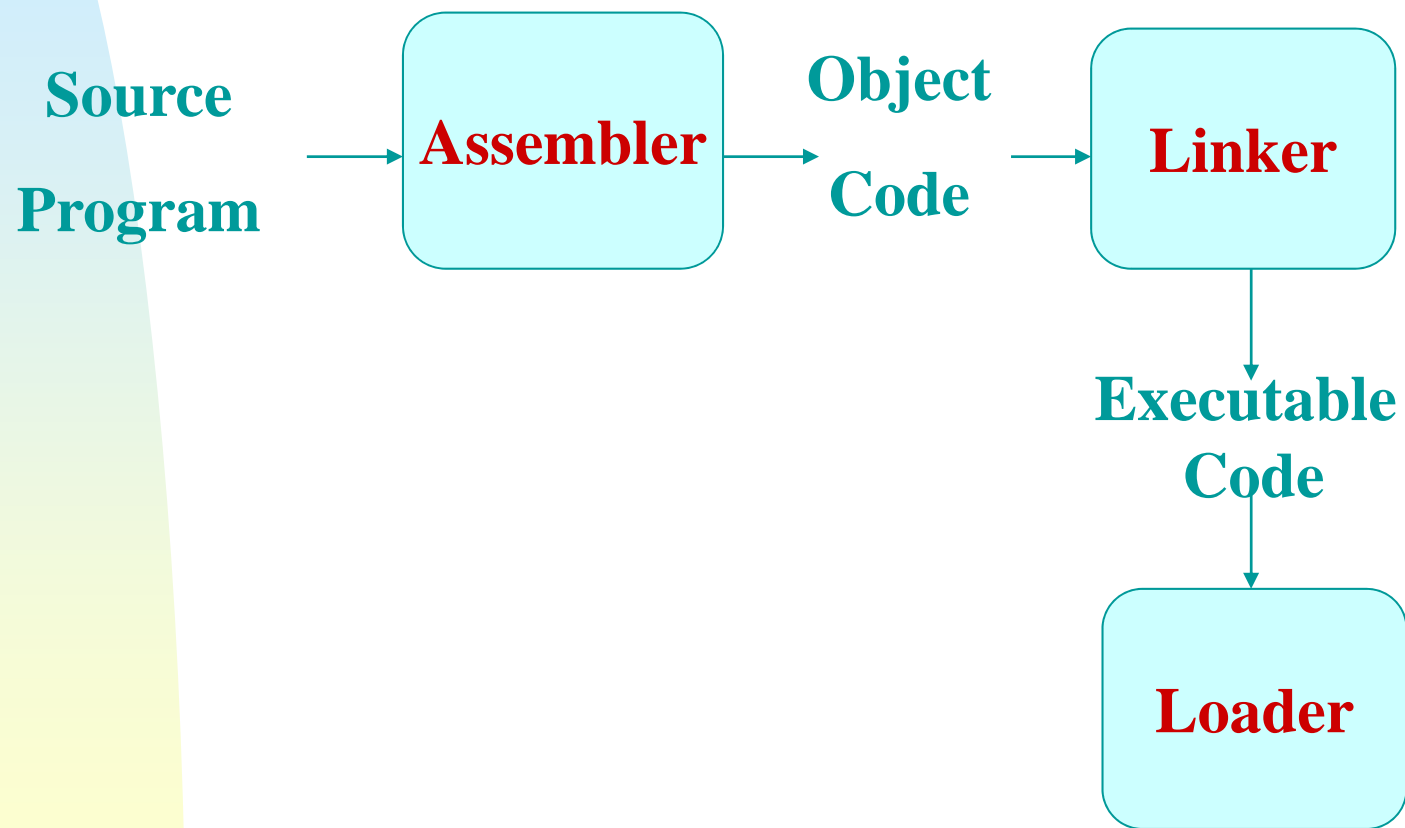 Source
Program
Assembler
Object
Code
Linker
Executable
Code
Loader